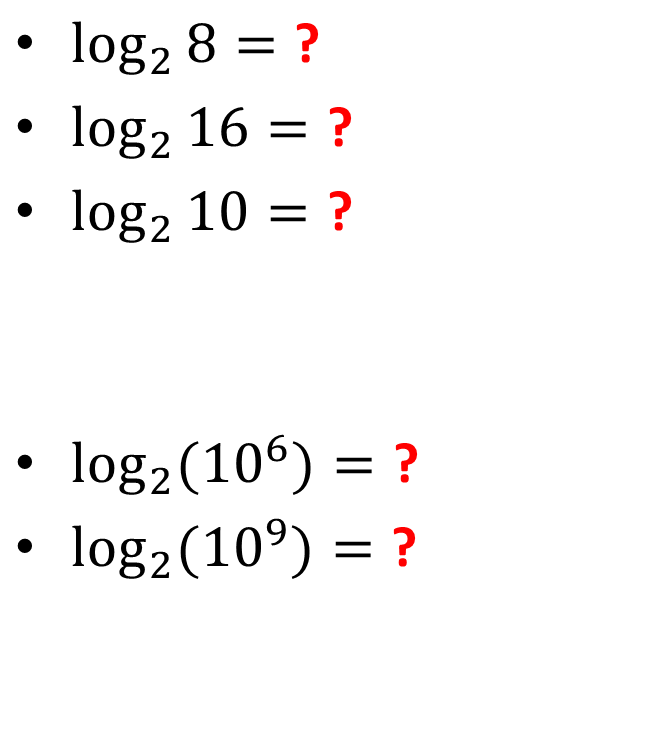 • log₂ 8 = ?
• log₂ 16 = ?
• log₂ 10 = ?
• log₂(10⁶) = ?
• log₂(10⁹) = ?